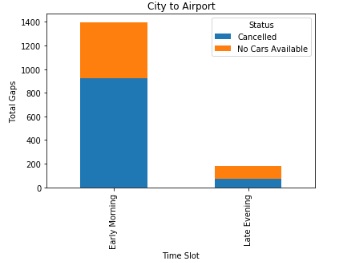 City to Airport
Status
Cancelled
No Cars Available
Total Gaps
1400
1200
1000
800
600
400
200
0
Early Morning
Late Evening
Time Slot